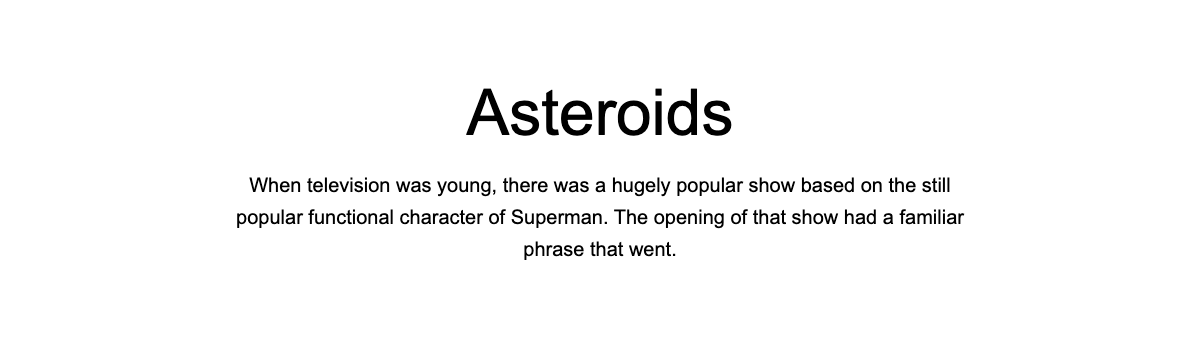 Asteroids
When television was young, there was a hugely popular show based on the still
popular functional character of Superman. The opening of that show had a familiar
phrase that went.